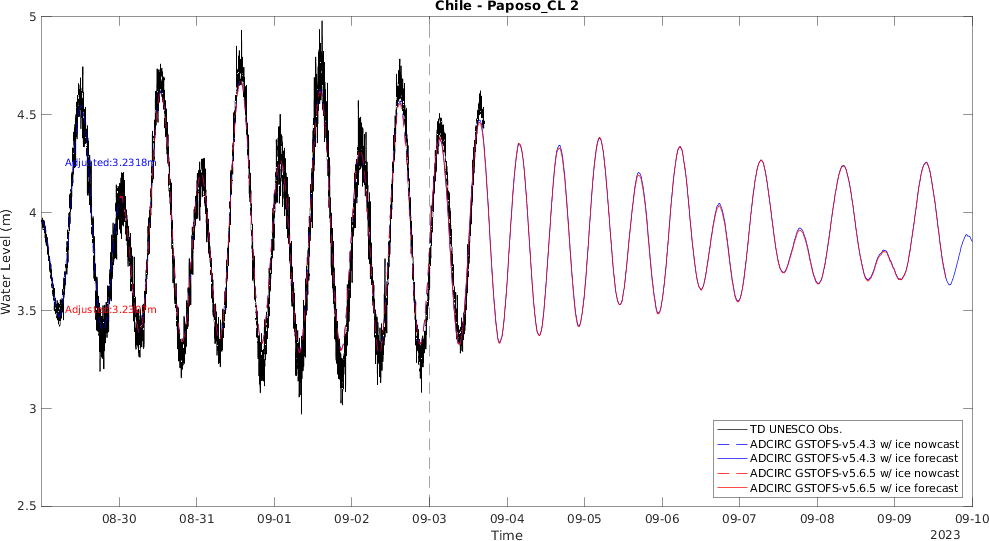 Chile - Paposo_CL 2
5
4.5
4
3.5
3
2.5
Water Level (m)
Adjusted:3.2318m
08-30
08-31
09-01
09-02
09-03
09-04
09-05
09-06
09-07
09-08
09-09
09-10
Time
2023
TD UNESCO Obs.
ADCIRC GSTOFS-v5.4.3 w/ ice nowcast
ADCIRC GSTOFS-v5.4.3 w/ ice forecast
ADCIRC GSTOFS-v5.6.5 w/ ice nowcast
ADCIRC GSTOFS-v5.6.5 w/ ice forecast